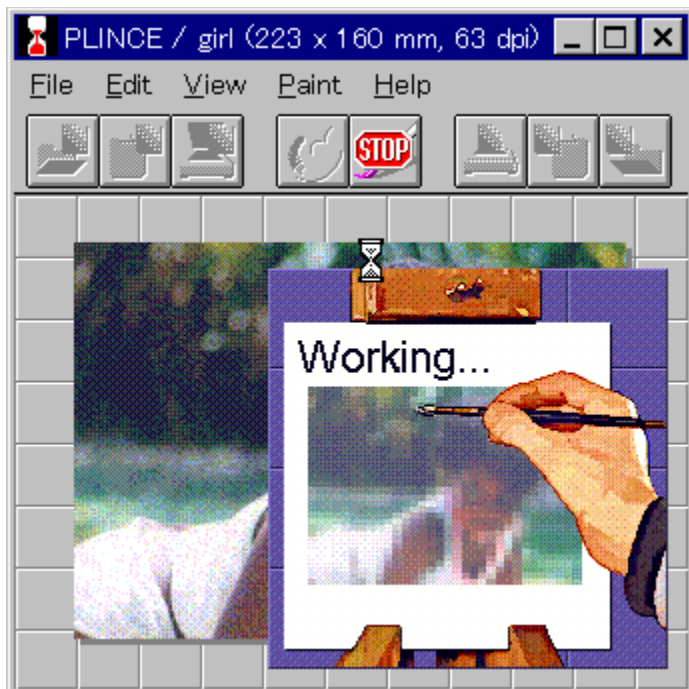 PLINCE / girl (223 x 160 mm, 63 dpi)
File Edit View Paint Help
STOP
Working...